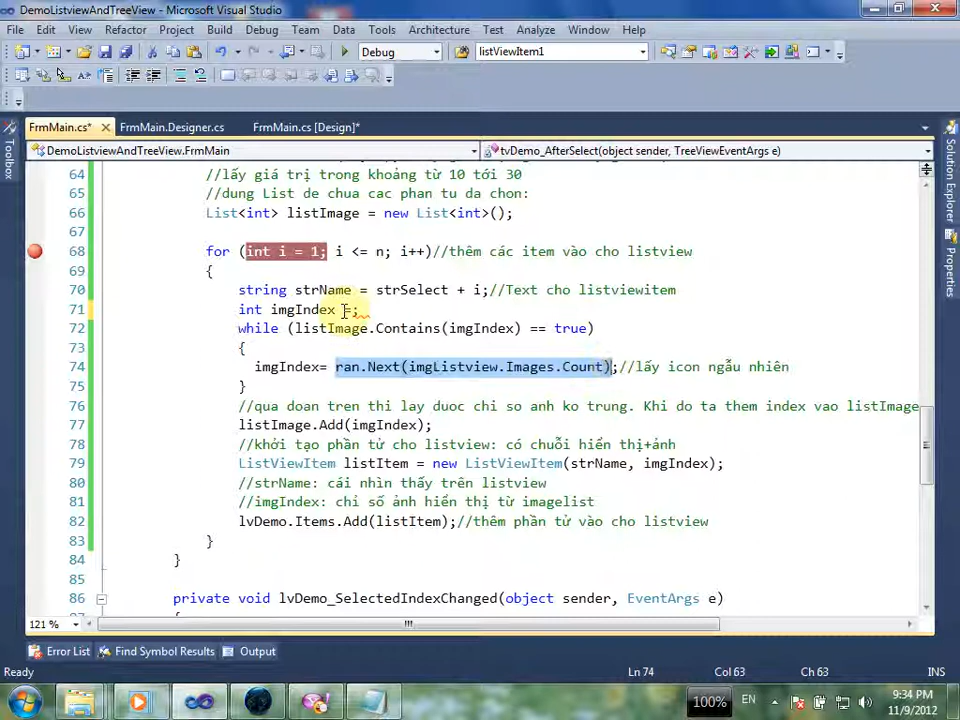 DemoListviewAndTreeView - Microsoft Visual Studio
File Edit View Refactor Project Build Debug Team Data Tools Architecture Test Analyze Window Help
Debug listViewItem1
FrmMain.cs* FrmMain.Designer.cs FrmMain.cs [Design]*
DemoListviewAndTreeView.FrmMain tvDemo_AfterSelect(object sender, TreeViewEventArgs e)
Toolbox
Solution Explorer
Properties
64 //lấy giá trị trong khoảng từ 10 tới 30
65 //dung List de chua cac phan tu da chon:
66 List<int> listImage = new List<int>();
67
68 for (int i = 1; i <= n; i++)//thêm các item vào cho listview
69 {
70 string strName = strSelect + i;//Text cho listviewitem
71 int imgIndex =;
72 while (listImage.Contains(imgIndex) == true)
73 {
74 imgIndex= ran.Next(imgListview.Images.Count);//lấy icon ngẫu nhiên
75 }
76 //qua doan tren thi lay duoc chi so anh ko trung. Khi do ta them index vao listImage
77 listImage.Add(imgIndex);
78 //khởi tạo phần tử cho listview: có chuỗi hiển thị+ảnh
79 ListViewItem listItem = new ListViewItem(strName, imgIndex);
80 //strName: cái nhìn thấy trên listview
81 //imgIndex: chỉ số ảnh hiển thị từ imagelist
82 lvDemo.Items.Add(listItem);//thêm phần tử vào cho listview
83 }
84 }
85
86 private void lvDemo_SelectedIndexChanged(object sender, EventArgs e)
121 %
Error List Find Symbol Results Output
Ready Ln 74 Col 63 Ch 63 INS
100% EN 9:34 PM
11/9/2012